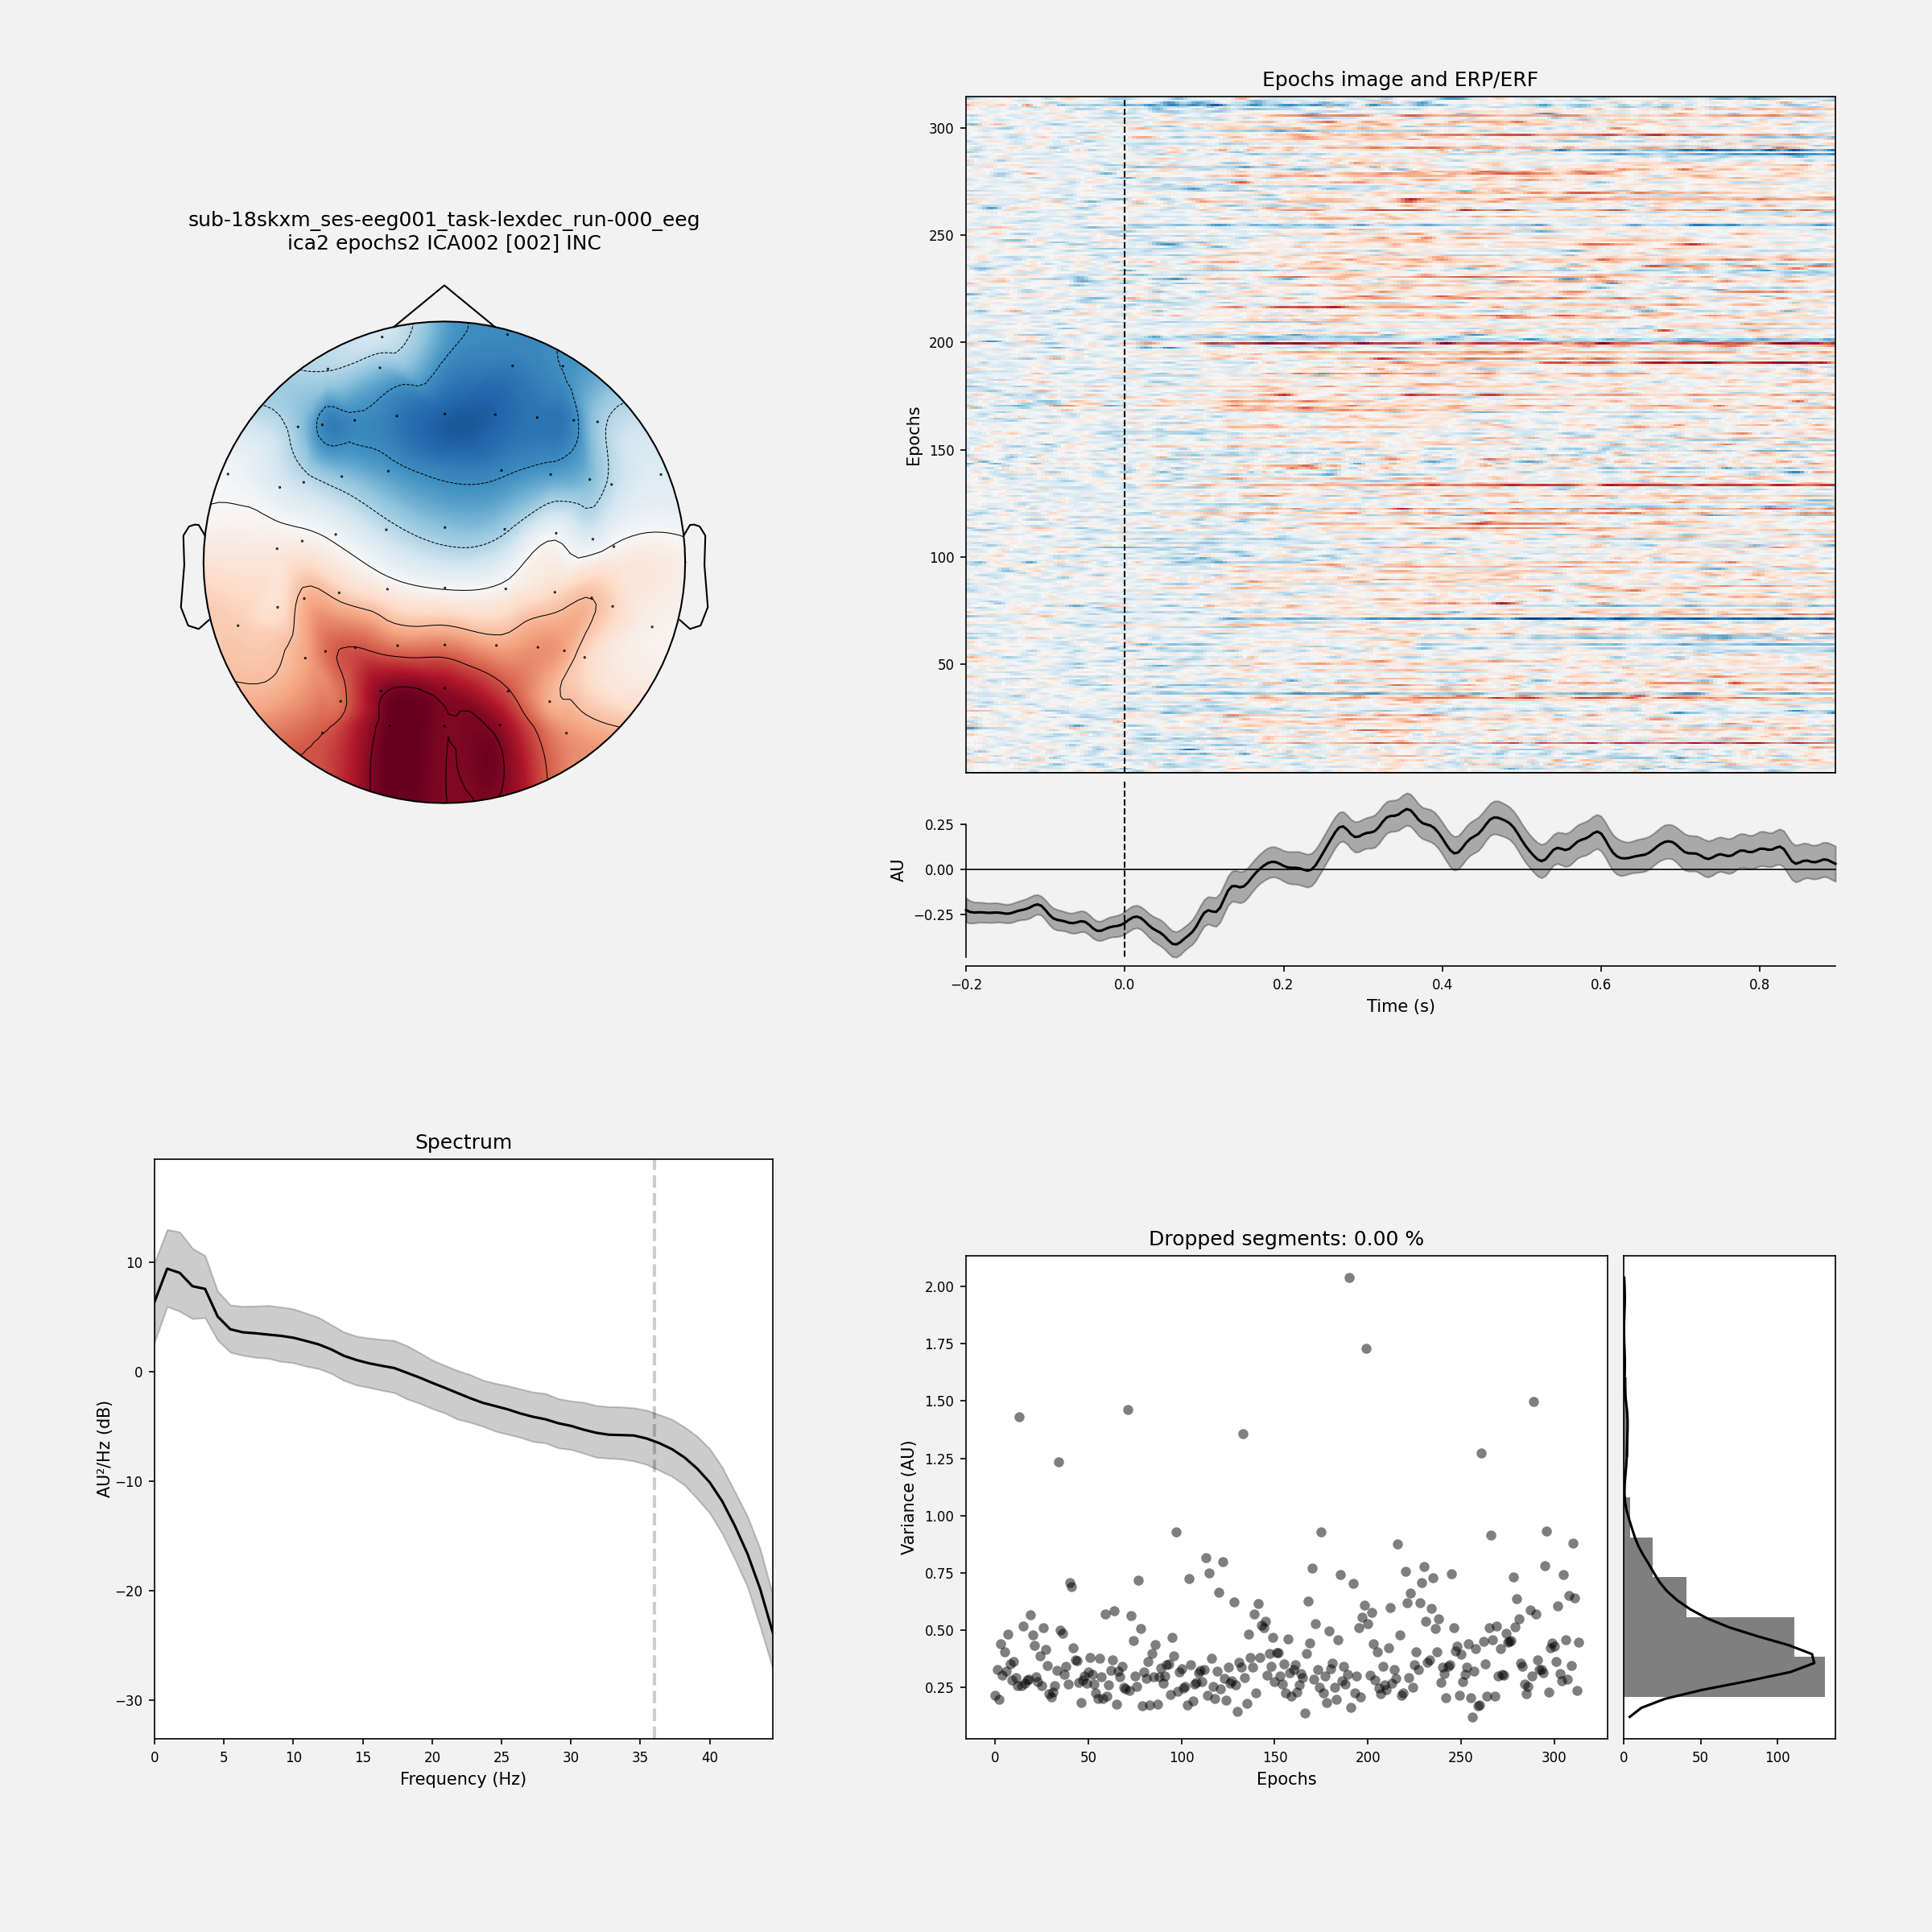 sub-18skxm_ses-eeg001_task-lexdec_run-000_eeg
ica2 epochs2 ICA002 [002] INC
Epochs image and ERP/ERF
300
250
200
150
100
50
Epochs
0.25
0.00
−0.25
AU
−0.2 0.0 0.2 0.4 0.6 0.8
Time (s)
Spectrum
10
0
−10
−20
−30
AU²/Hz (dB)
0 5 10 15 20 25 30 35 40
Frequency (Hz)
Dropped segments: 0.00 %
2.00
1.75
1.50
1.25
1.00
0.75
0.50
0.25
Variance (AU)
0 50 100 150 200 250 300
Epochs
0 50 100